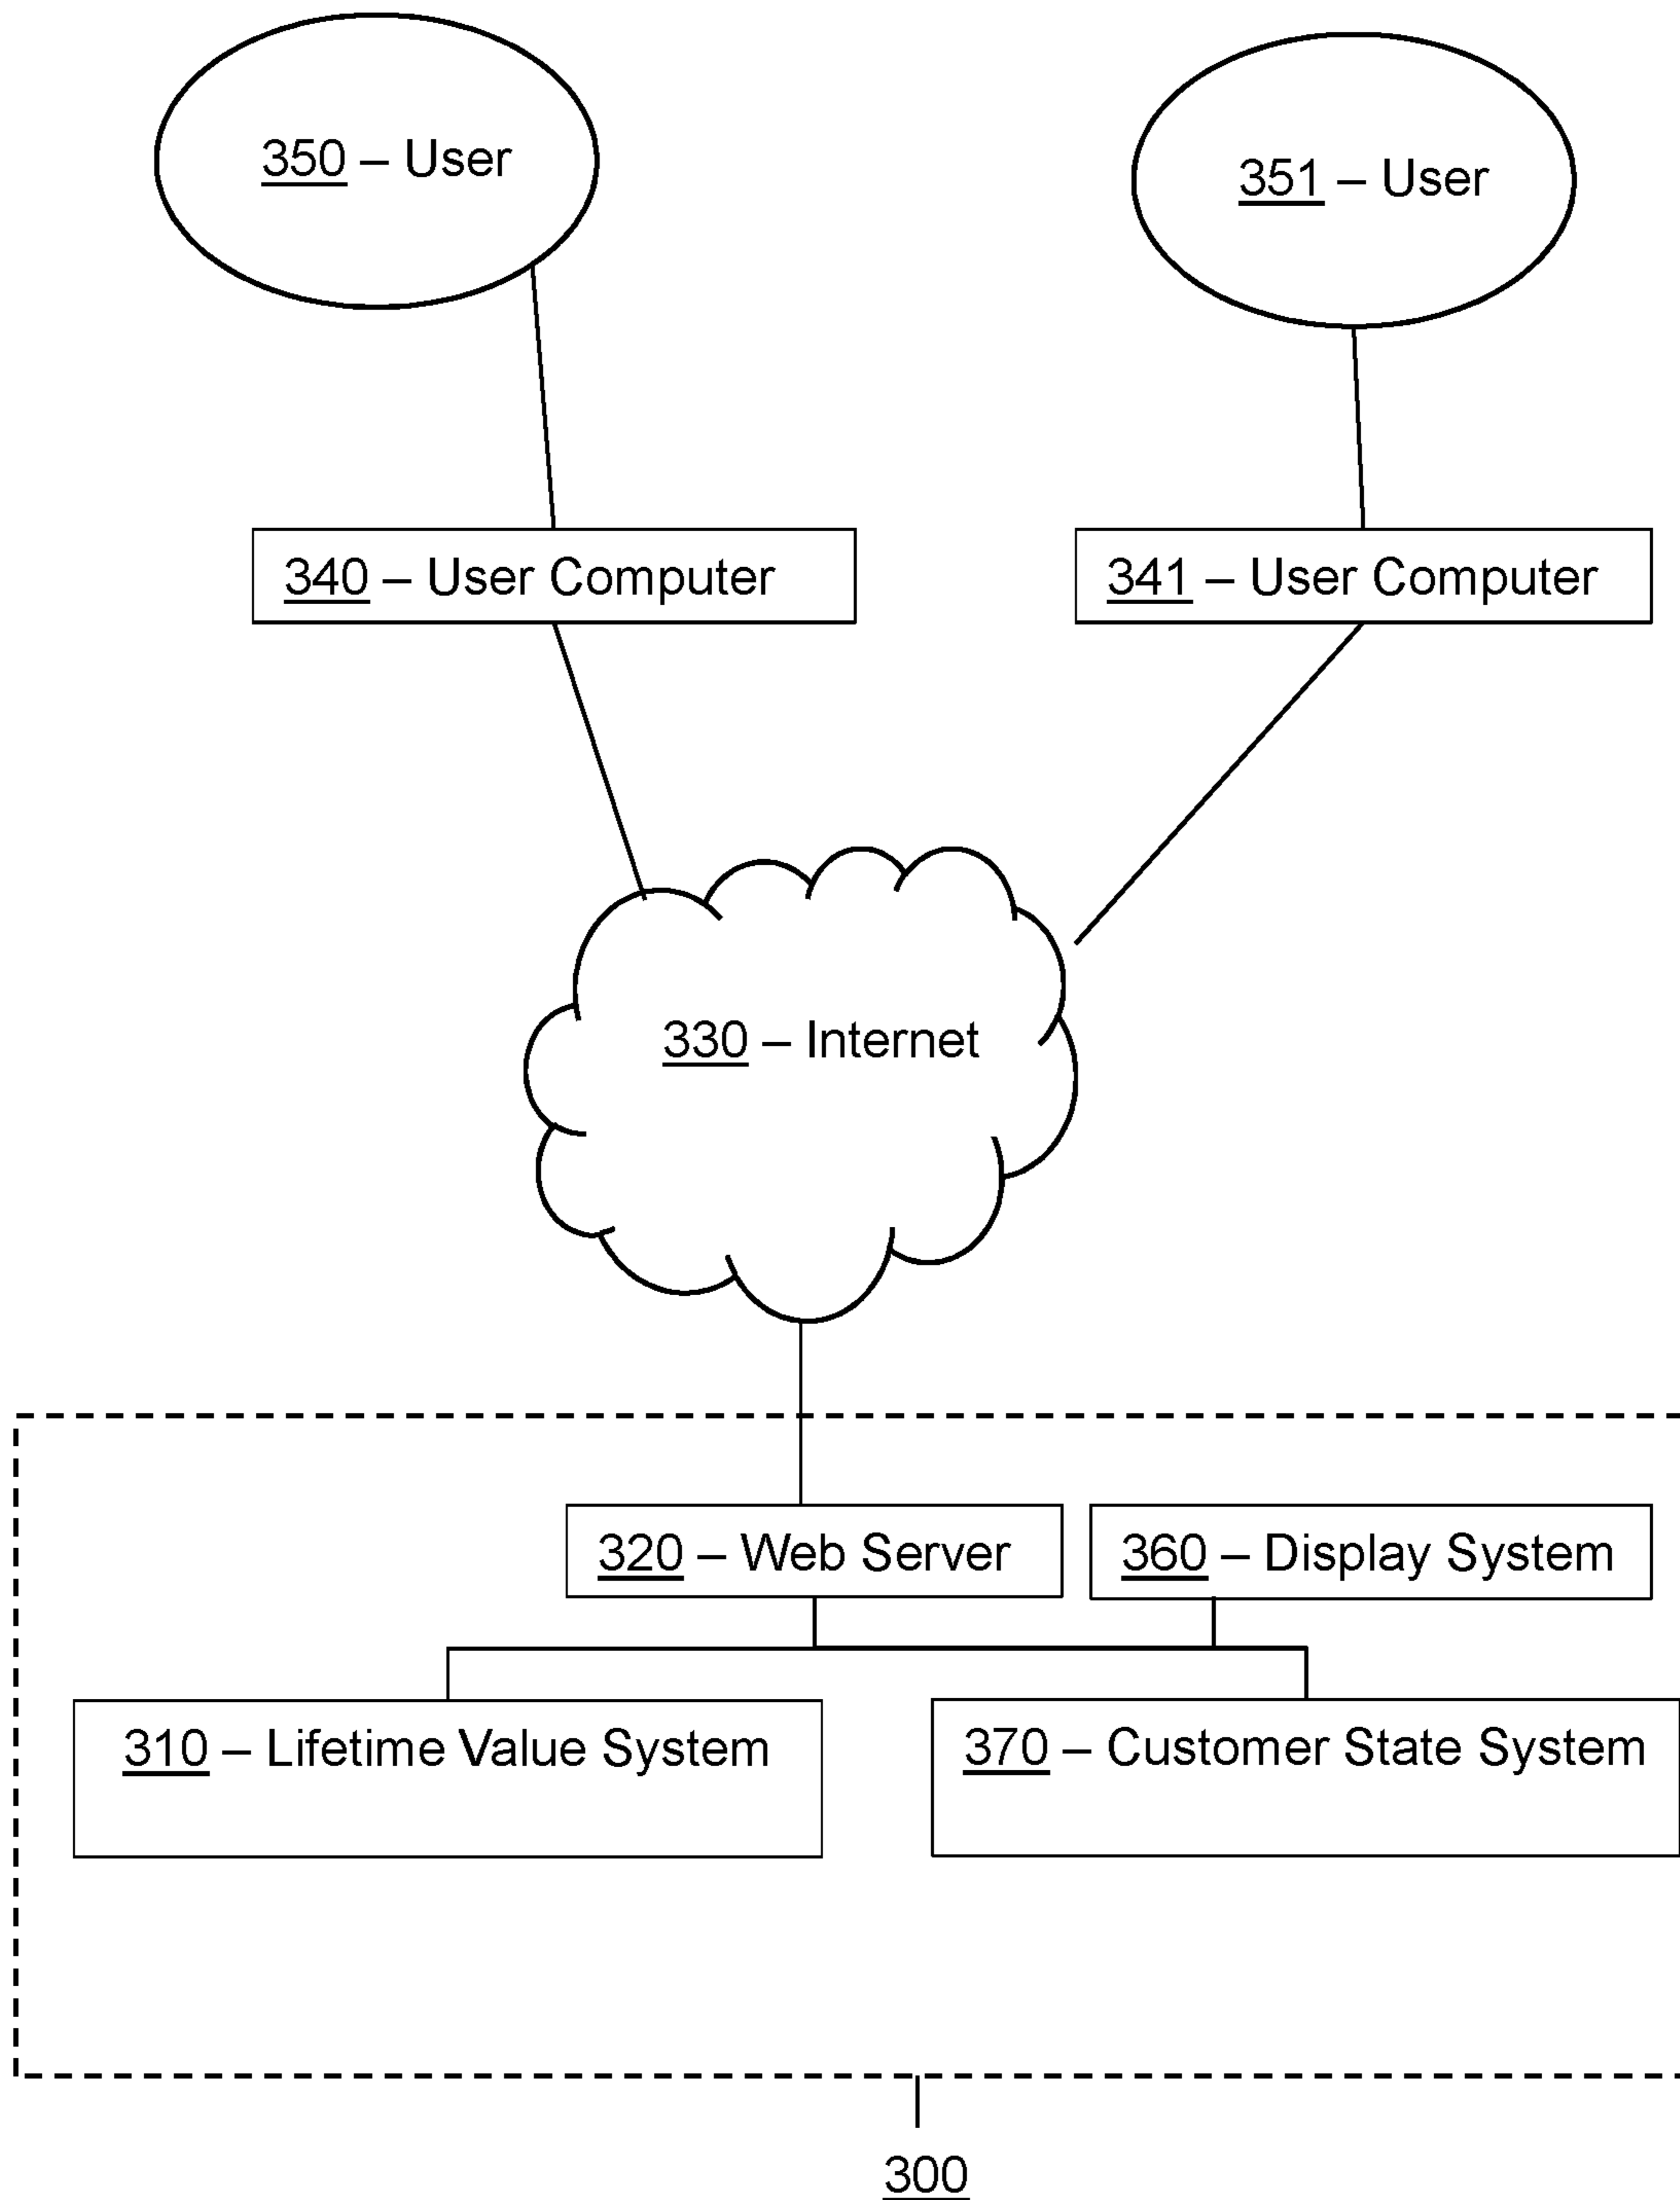 350 – User
351 – User
340 – User Computer
341 – User Computer
330 – Internet
320 – Web Server
360 – Display System
310 – Lifetime Value System
370 – Customer State System
300